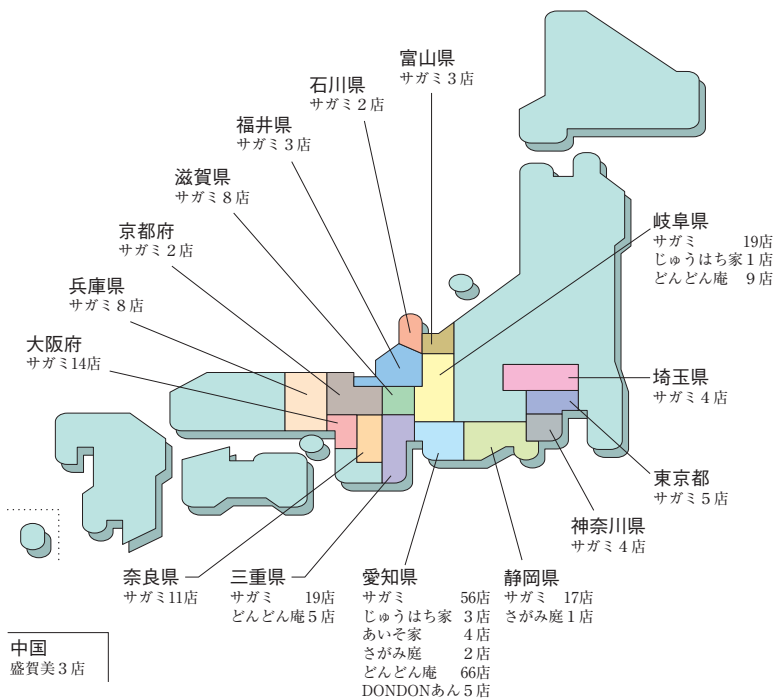 富山県
サガミ3店
石川県
サガミ2店
福井県
サガミ3店
滋賀県
サガミ8店
京都府
サガミ2店
兵庫県
サガミ8店
大阪府
サガミ14店
岐阜県
サガミ 19店
じゅうはち家1店
どんどん庵 9店
埼玉県
サガミ4店
東京都
サガミ5店
神奈川県
サガミ4店
奈良県
サガミ11店
三重県
サガミ 19店
どんどん庵5店
愛知県
サガミ 56店
じゅうはち家 3店
あいそ家 4店
さがみ庭 2店
どんどん庵 66店
DONDONあん5店
静岡県
サガミ 17店
さがみ庭1店
中国
盛賀美3店